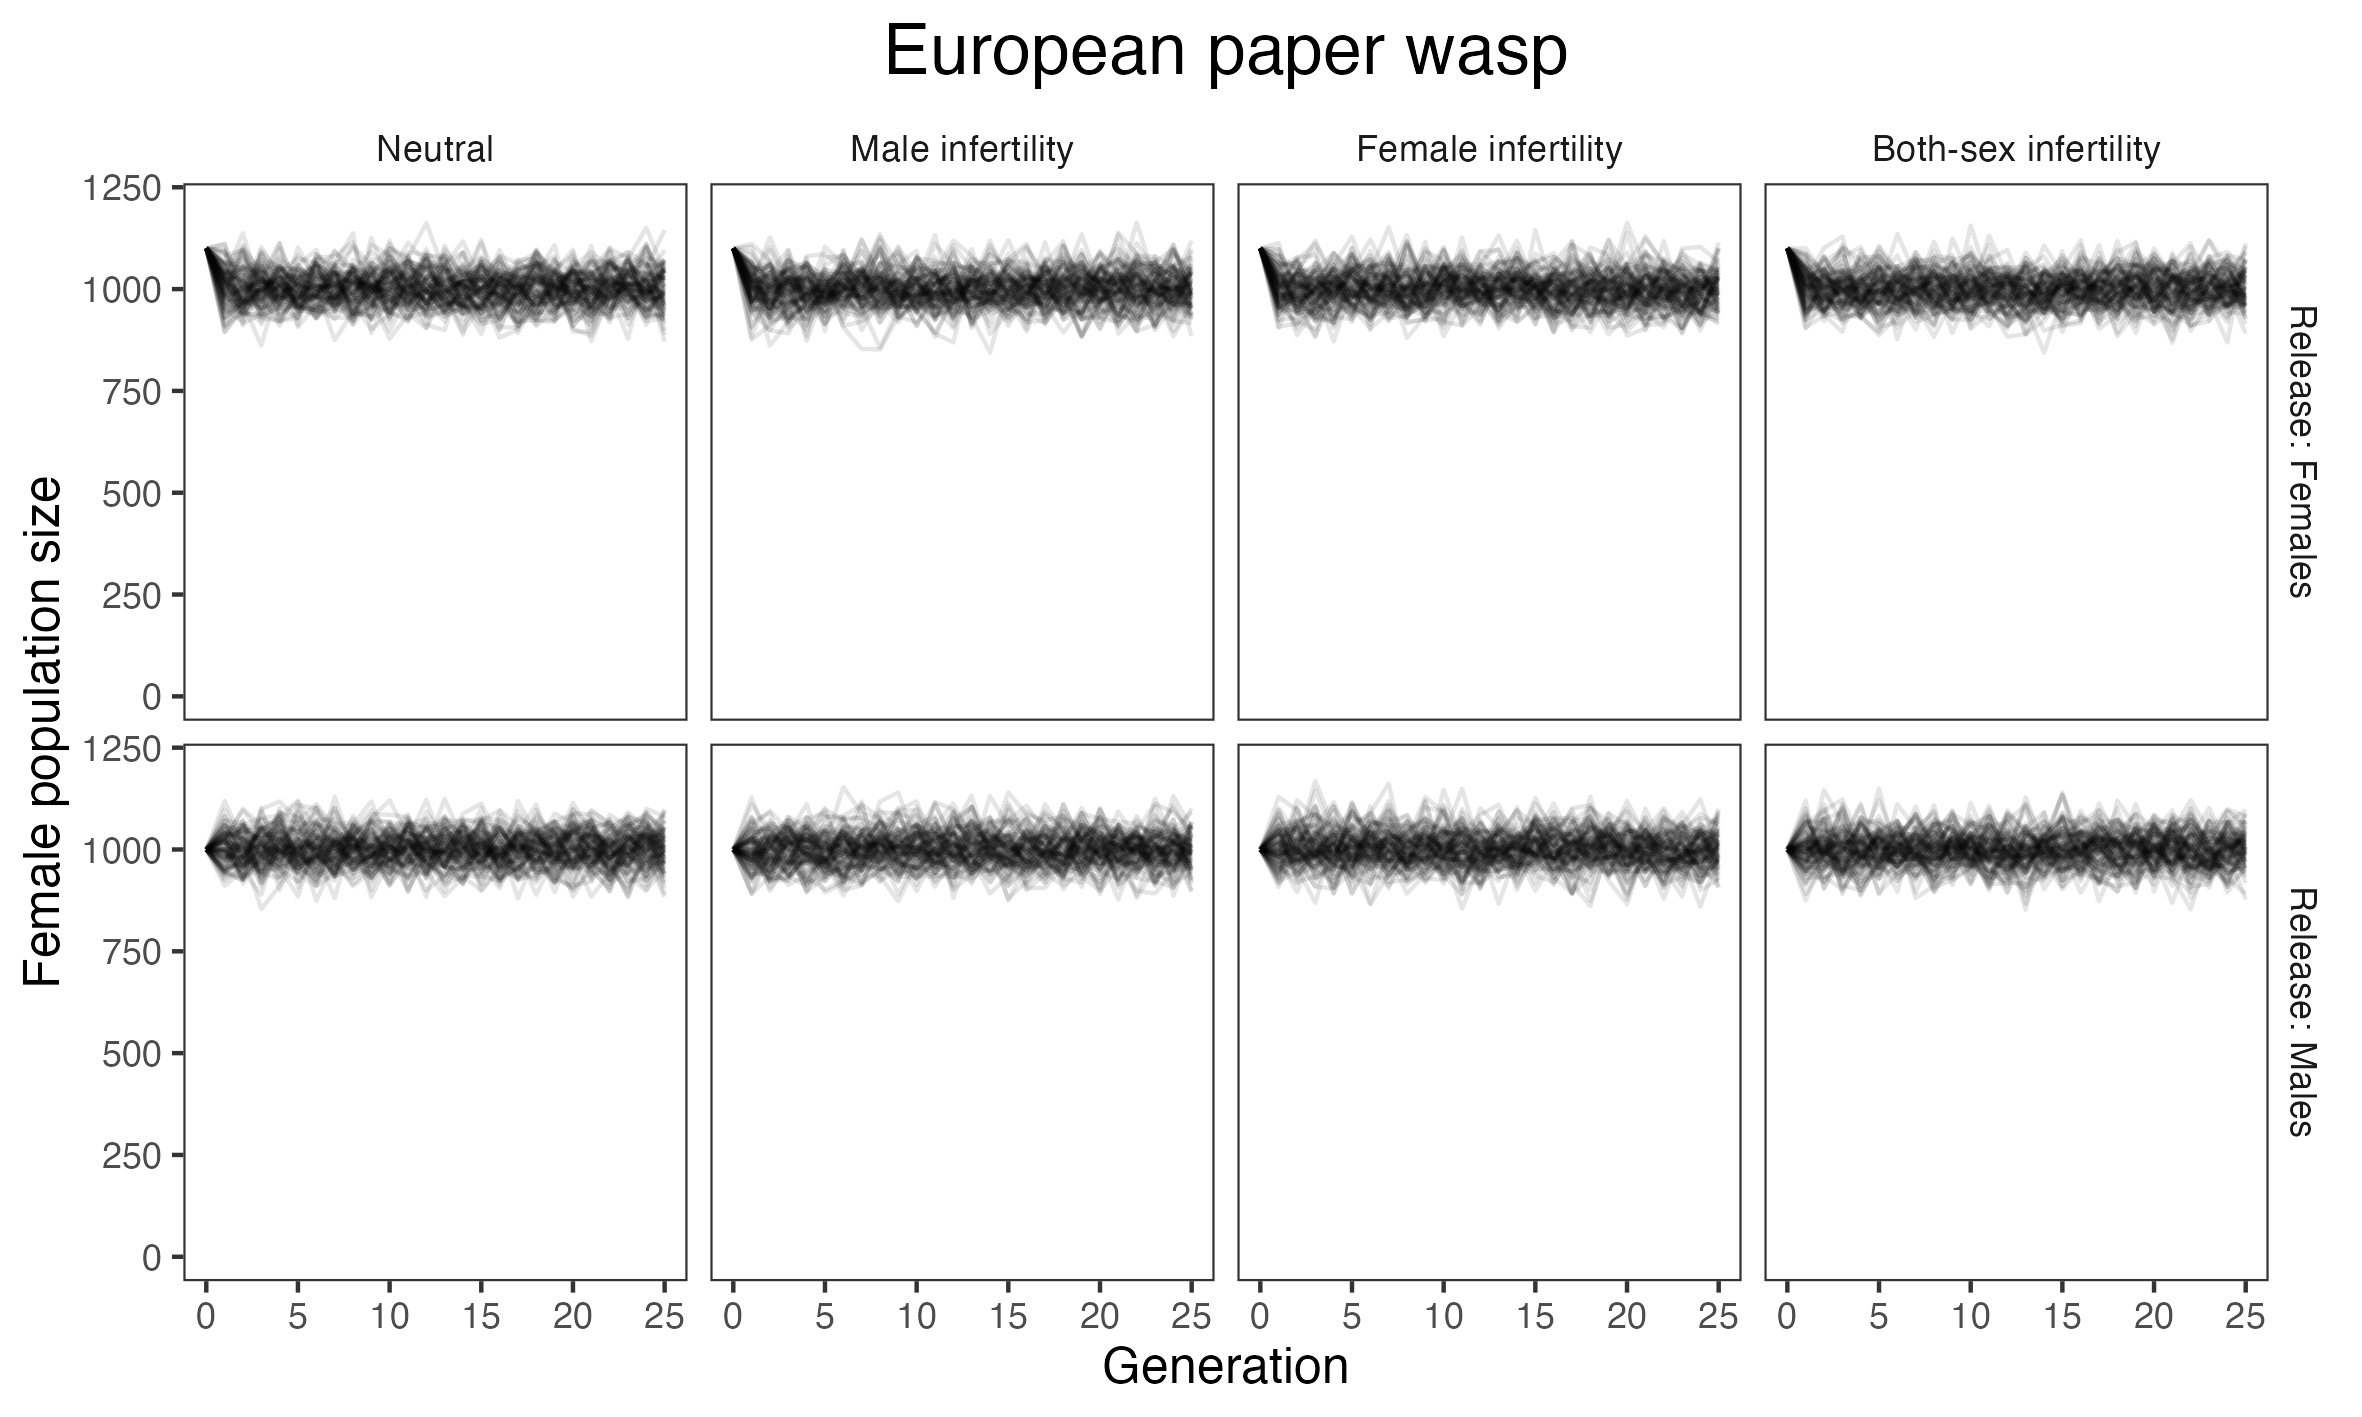 European paper wasp
Neutral
Male infertility
Female infertility
Both-sex infertility
Female population size
1250
1000
750
500
250
0
Release: Females
1250
1000
750
500
250
0
Release: Males
0 5 10 15 20 25
0 5 10 15 20 25
0 5 10 15 20 25
0 5 10 15 20 25
Generation